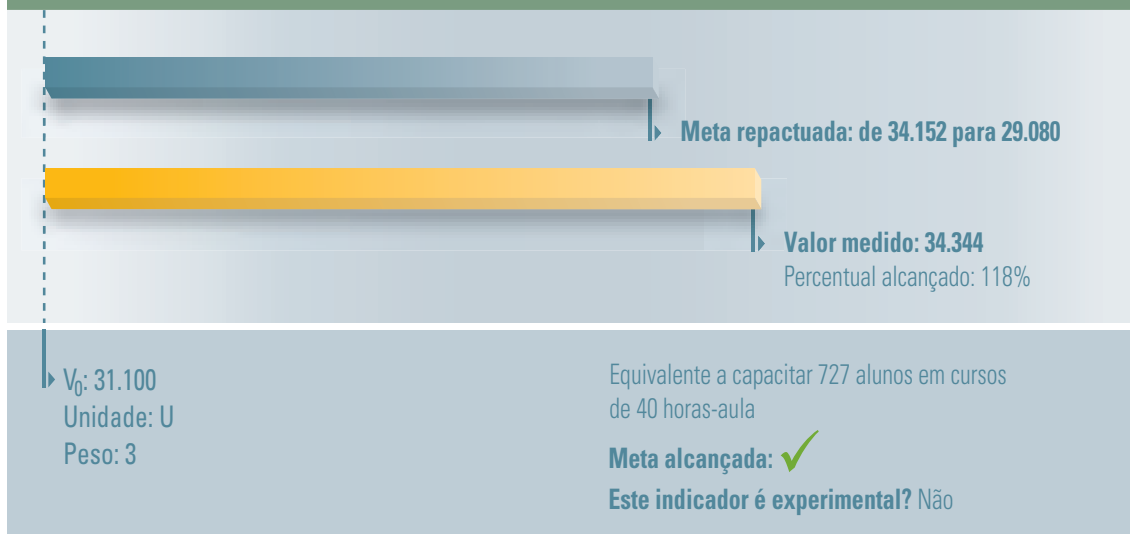 Meta repactuada: de 34.152 para 29.080
Valor medido: 34.344
Percentual alcançado: 118%
V0: 31.100
Unidade: U
Peso: 3
Equivalente a capacitar 727 alunos em cursos
de 40 horas-aula
Meta alcançada:
Este indicador é experimental? Não